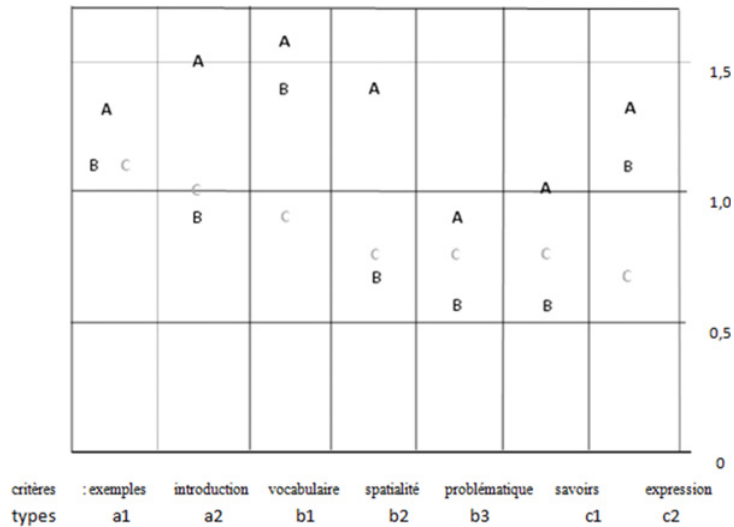 A
A
1,5
B
A
A
A
B C
B
C
1,0
A
B
C
A
C
C
C
B
C
B
B
0,5
0
critères : exemples introduction vocabulaire spatialité problématique savoirs expression
types a1 a2 b1 b2 b3 c1 c2